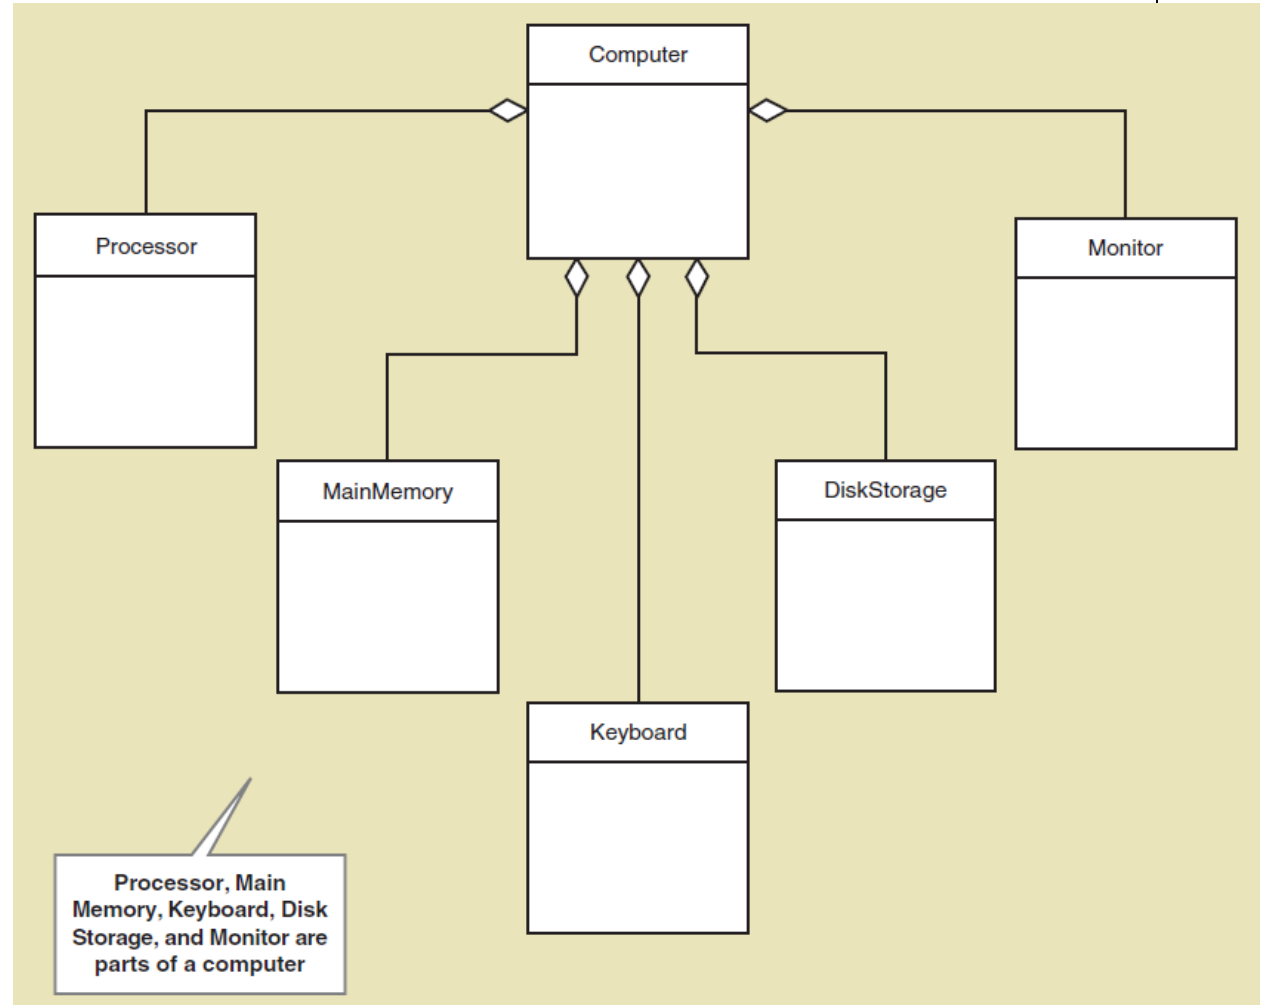 Computer
Processor
Monitor
MainMemory
DiskStorage
Keyboard
Processor, Main
Memory, Keyboard, Disk
Storage, and Monitor are
parts of a computer